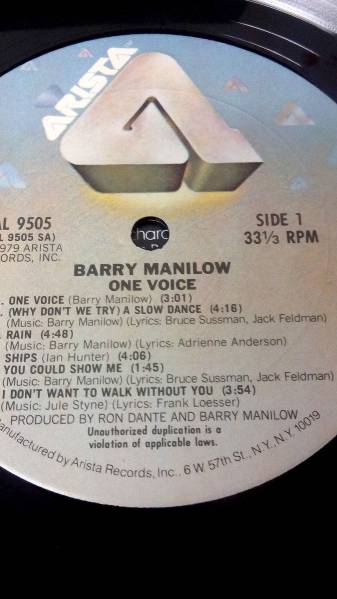 ARISTA
AL 9505
SIDE 1
(AL 9505 SA)
33⅓ RPM
1979 ARISTA
RECORDS, INC.
hard
BARRY MANILOW
ONE VOICE
ONE VOICE (Barry Manilow) (3:01)
(WHY DON'T WE TRY) A SLOW DANCE (4:16)
(Music: Barry Manilow) (Lyrics: Bruce Sussman, Jack Feldman)
RAIN (4:48)
(Music: Barry Manilow) (Lyrics: Adrienne Anderson)
SHIPS (Ian Hunter) (4:06)
YOU COULD SHOW ME (1:45)
(Music: Barry Manilow) (Lyrics: Bruce Sussman, Jack Feldman)
I DON'T WANT TO WALK WITHOUT YOU (3:54)
(Music: Jule Styne) (Lyrics: Frank Loesser)
PRODUCED BY RON DANTE AND BARRY MANILOW
Unauthorized duplication is a
violation of applicable laws.
Manufactured by Arista Records, Inc., 6 W. 57th St., N.Y. N.Y. 10019